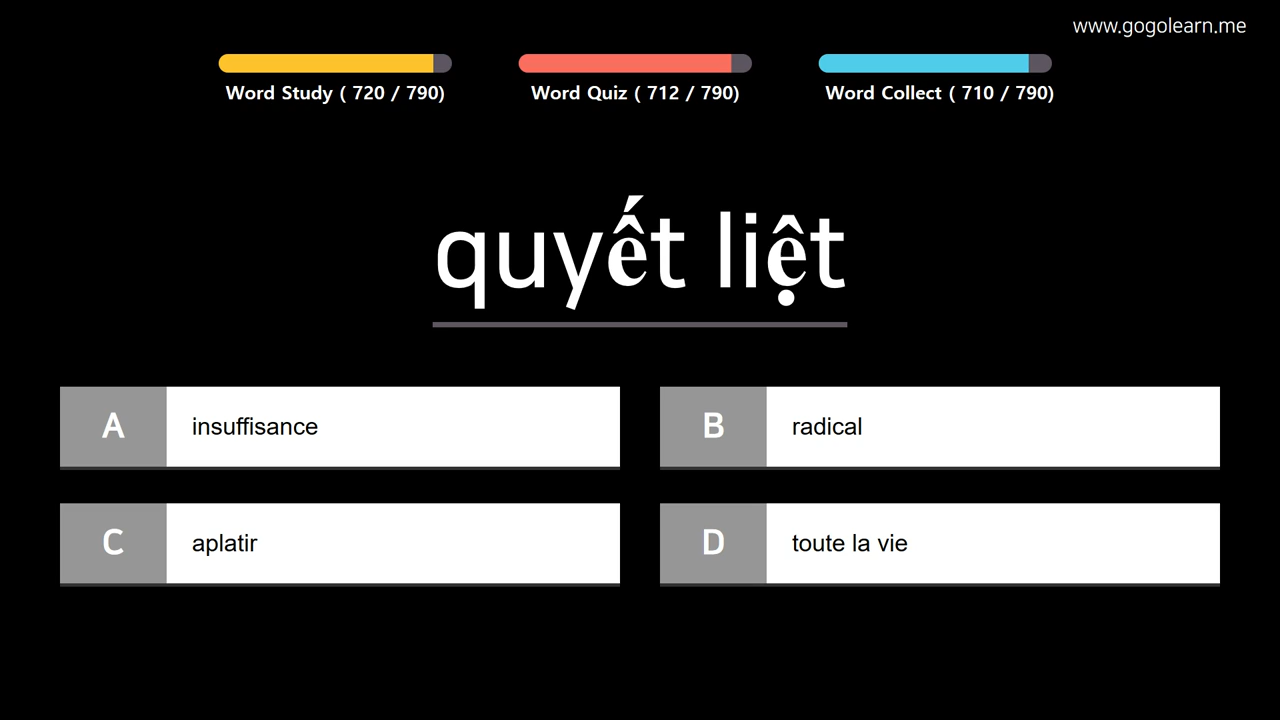 www.gogolearn.me
Word Study ( 720 / 790)
Word Quiz ( 712 / 790)
Word Collect ( 710 / 790)
quyết liệt
A insuffisance
B radical
C aplatir
D toute la vie